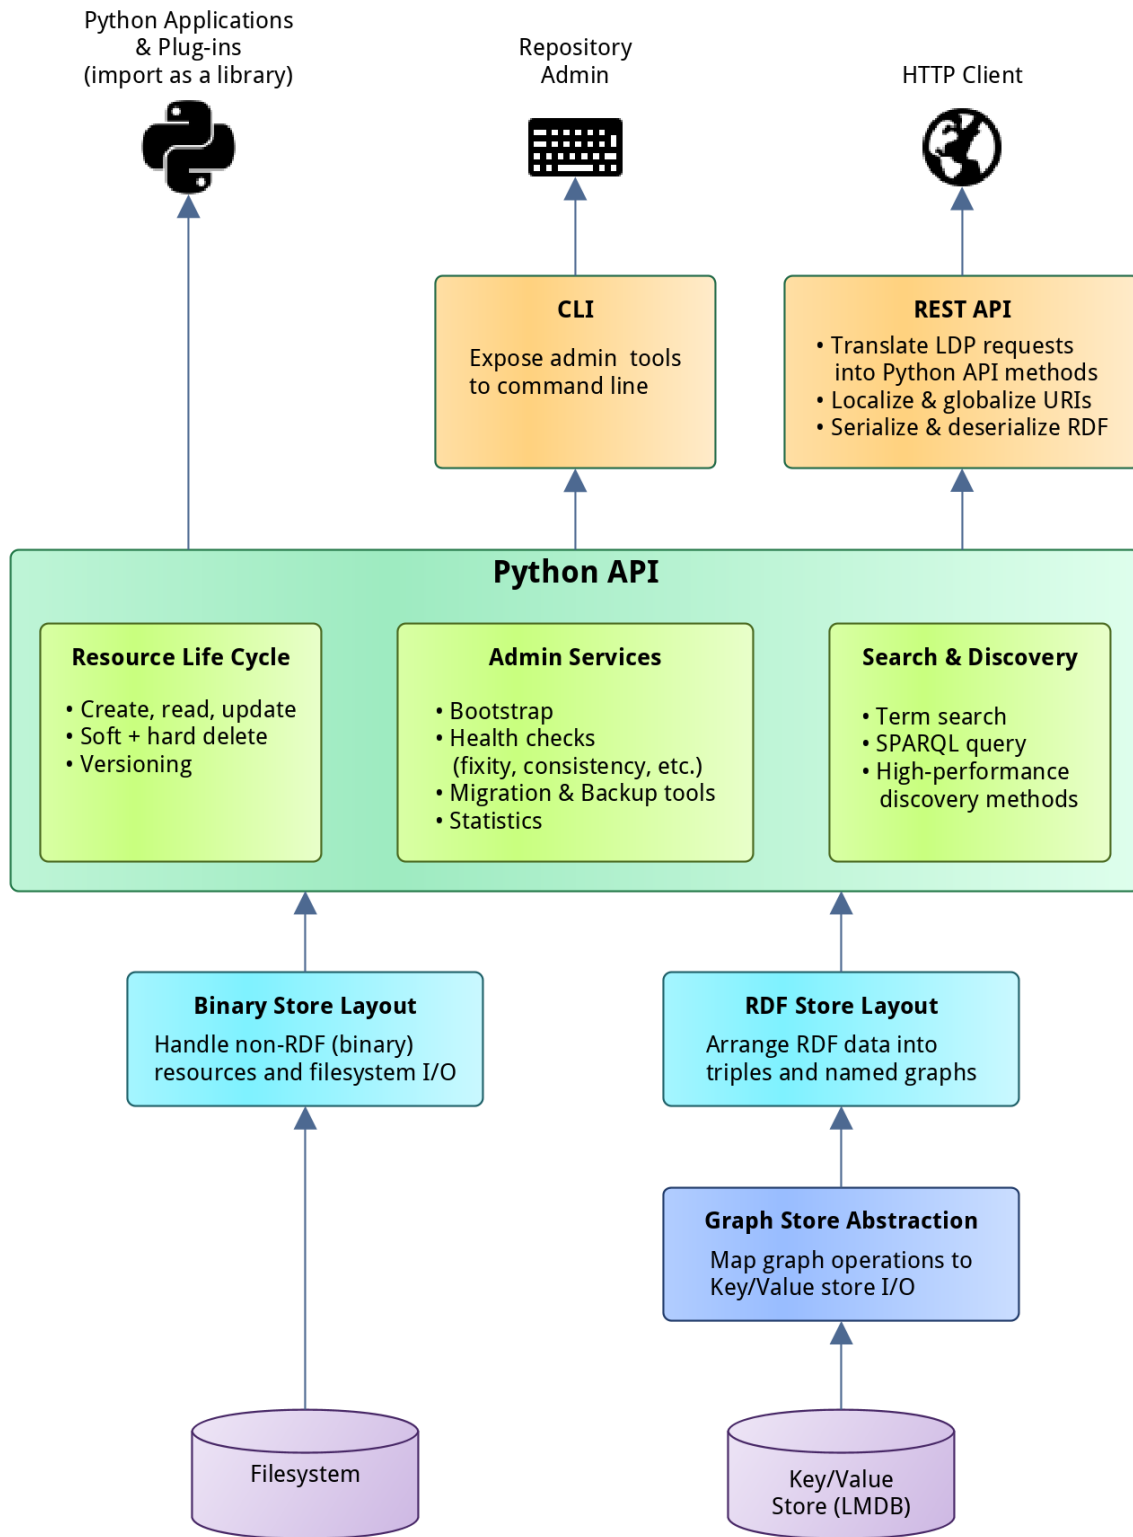 Python Applications
& Plug-ins
(import as a library)
Repository
Admin
HTTP Client
CLI
Expose admin  tools
to command line
REST API
• Translate LDP requests
into Python API methods
• Localize & globalize URIs
• Serialize & deserialize RDF
Python API
Resource Life Cycle
• Create, read, update
• Soft + hard delete
• Versioning
Admin Services
• Bootstrap
• Health checks
(fixity, consistency, etc.)
• Migration & Backup tools
• Statistics
Search & Discovery
• Term search
• SPARQL query
• High-performance
discovery methods
Binary Store Layout
Handle non-RDF (binary)
resources and filesystem I/O
RDF Store Layout
Arrange RDF data into
triples and named graphs
Graph Store Abstraction
Map graph operations to
Key/Value store I/O
Filesystem
Key/Value
Store (LMDB)